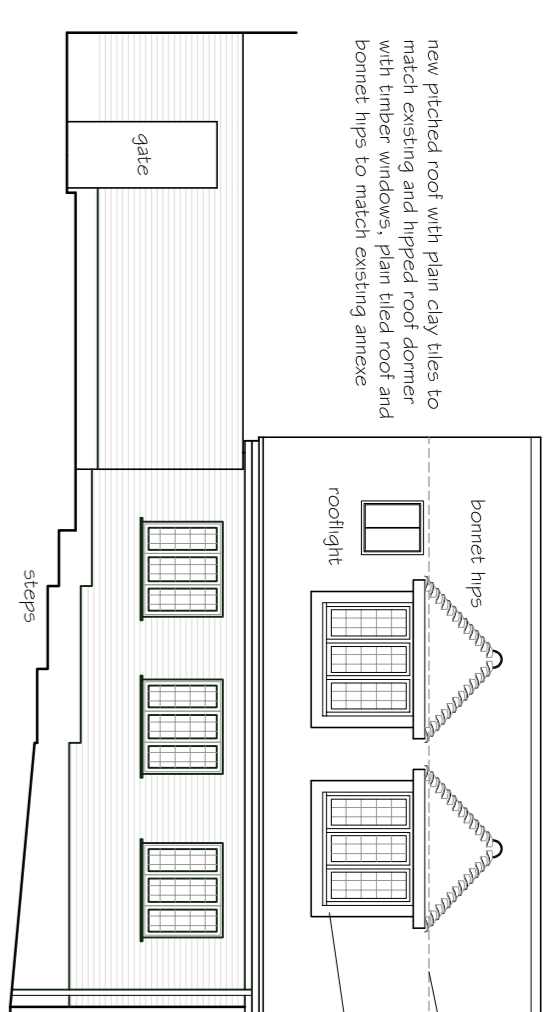 new pitched roof with plain clay tiles to
match existing and hipped roof dormer
with timber windows, plain tiled roof and
bonnet hips to match existing annexe
gate
bonnet hips
rooflight
steps